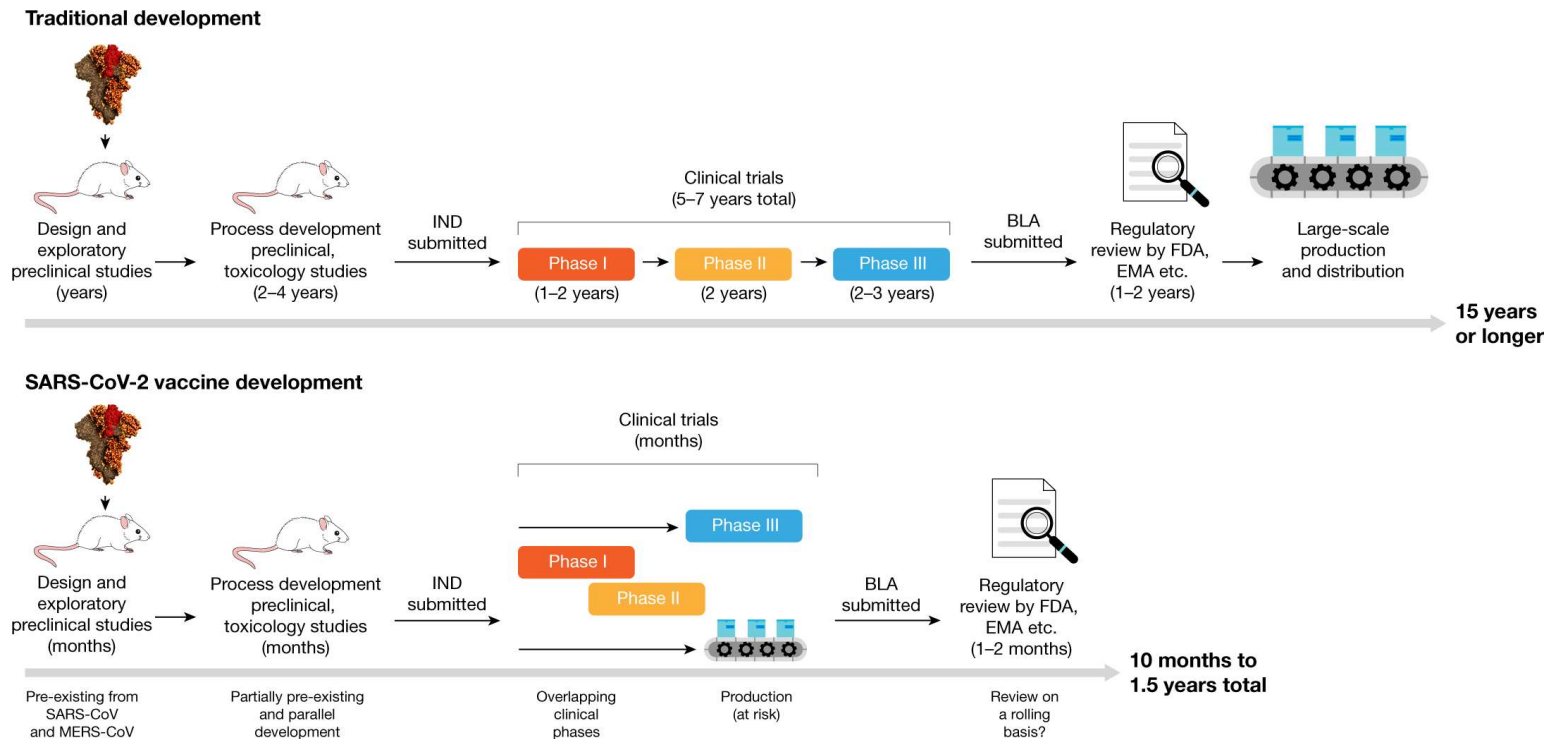 Traditional development
Design and
exploratory
preclinical studies
(years)
Process development
preclinical,
toxicology studies
(2–4 years)
IND
submitted
Clinical trials
(5–7 years total)
Phase I
(1–2 years)
Phase II
(2 years)
Phase III
(2–3 years)
BLA
submitted
Regulatory
review by FDA,
EMA etc.
(1–2 years)
Large-scale
production
and distribution
15 years
or longer
SARS-CoV-2 vaccine development
Design and
exploratory
preclinical studies
(months)
Process development
preclinical,
toxicology studies
(months)
IND
submitted
Clinical trials
(months)
Phase III
Phase I
Phase II
BLA
submitted
Regulatory
review by FDA,
EMA etc.
(1–2 months)
10 months to
1.5 years total
Pre-existing from
SARS-CoV
and MERS-CoV
Partially pre-existing
and parallel
development
Overlapping
clinical
phases
Production
(at risk)
Review on
a rolling
basis?